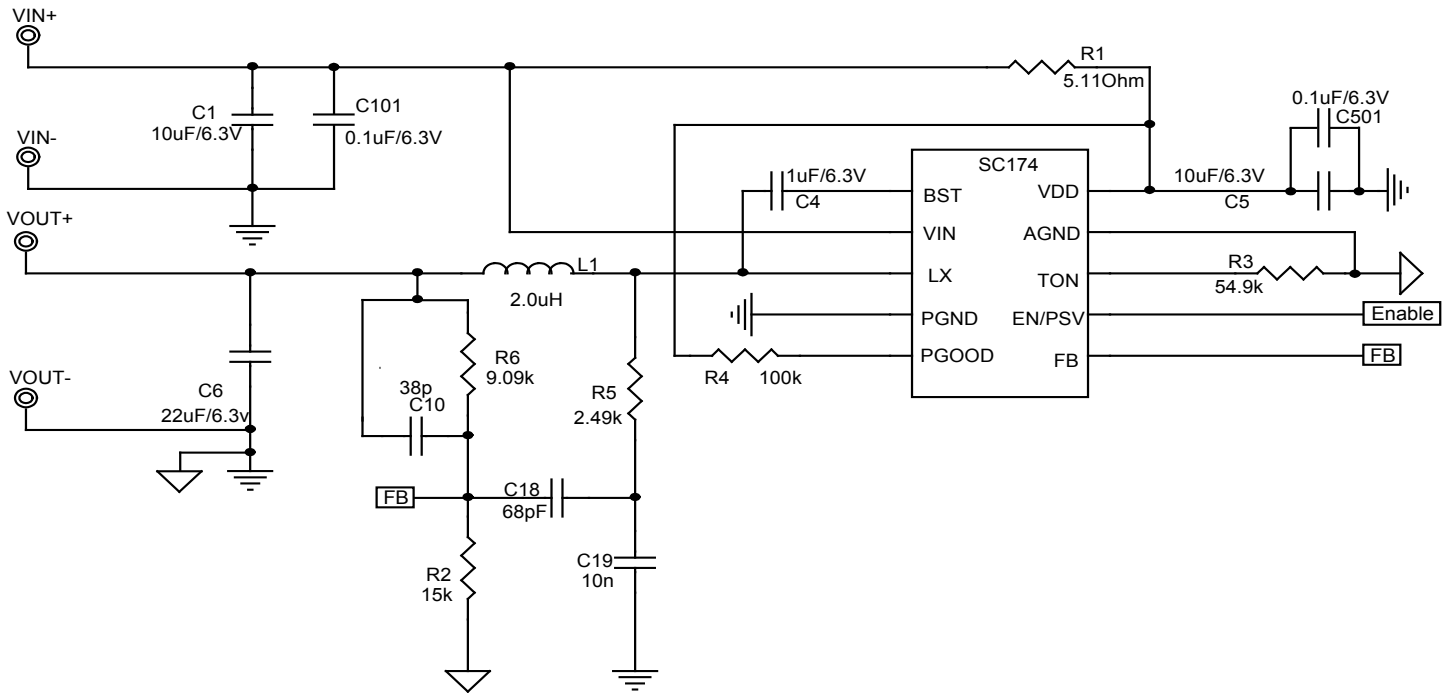 VIN+
R1
5.11Ohm
C1
10uF/6.3V
C101
0.1uF/6.3V
0.1uF/6.3V
C501
VIN-
SC174
1uF/6.3V
C4
10uF/6.3V
C5
BST
VDD
VIN
AGND
LX
TON
PGND
EN/PSV
PGOOD
FB
VOUT+
L1
2.0uH
R3
54.9k
Enable
FB
R4
100k
R6
9.09k
38p
C10
R5
2.49k
VOUT-
C6
22uF/6.3v
FB
C18
68pF
R2
15k
C19
10n